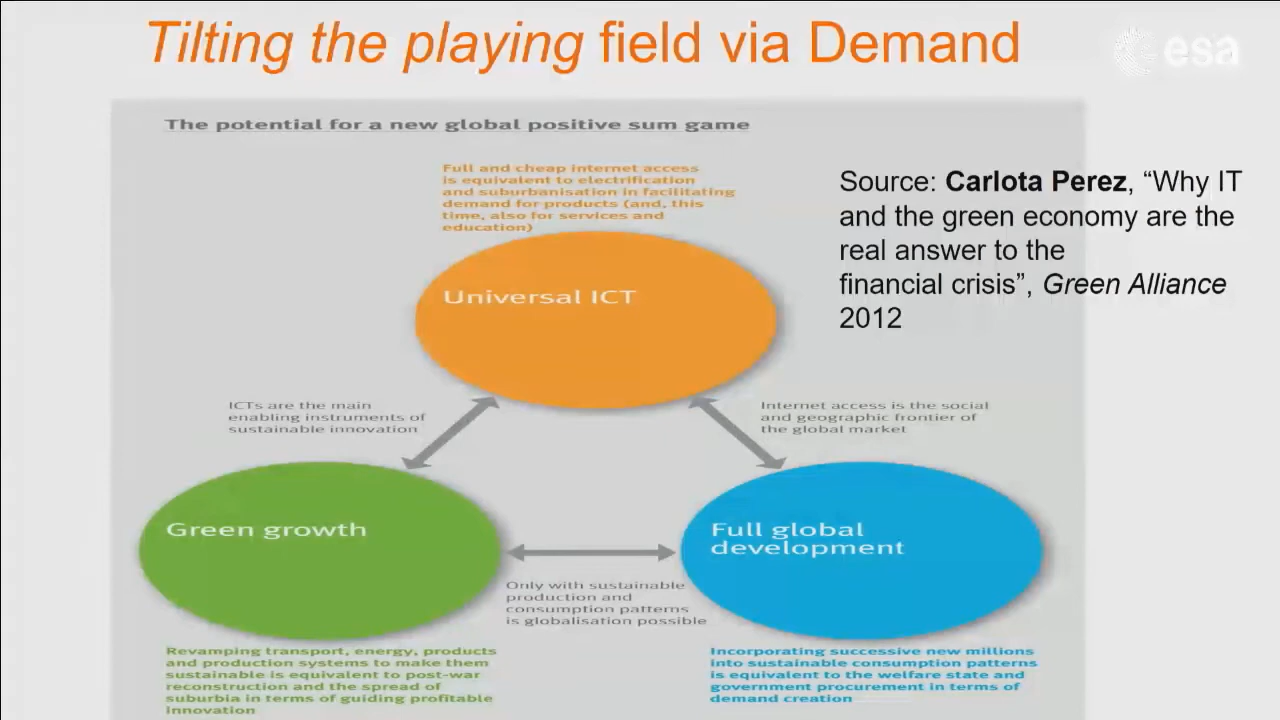 Tilting the playing field via Demand
esa
The potential for a new global positive sum game
Full and cheap internet access
is equivalent to electrification
and suburbanisation in facilitating
demand for products (and, this
time, also for services and
education)
Source: Carlota Perez, “Why IT
and the green economy are the
real answer to the
financial crisis”, Green Alliance
2012
Universal ICT
ICTs are the main
enabling instruments of
sustainable innovation
Internet access is the social
and geographic frontier of
the global market
Green growth
Full global
development
Only with sustainable
production and
consumption patterns
is globalisation possible
Revamping transport, energy, products
and production systems to make them
sustainable is equivalent to post-war
reconstruction and the spread of
suburbia in terms of guiding profitable
innovation
Incorporating successive new millions
into sustainable consumption patterns
is equivalent to the welfare state and
government procurement in terms of
demand creation